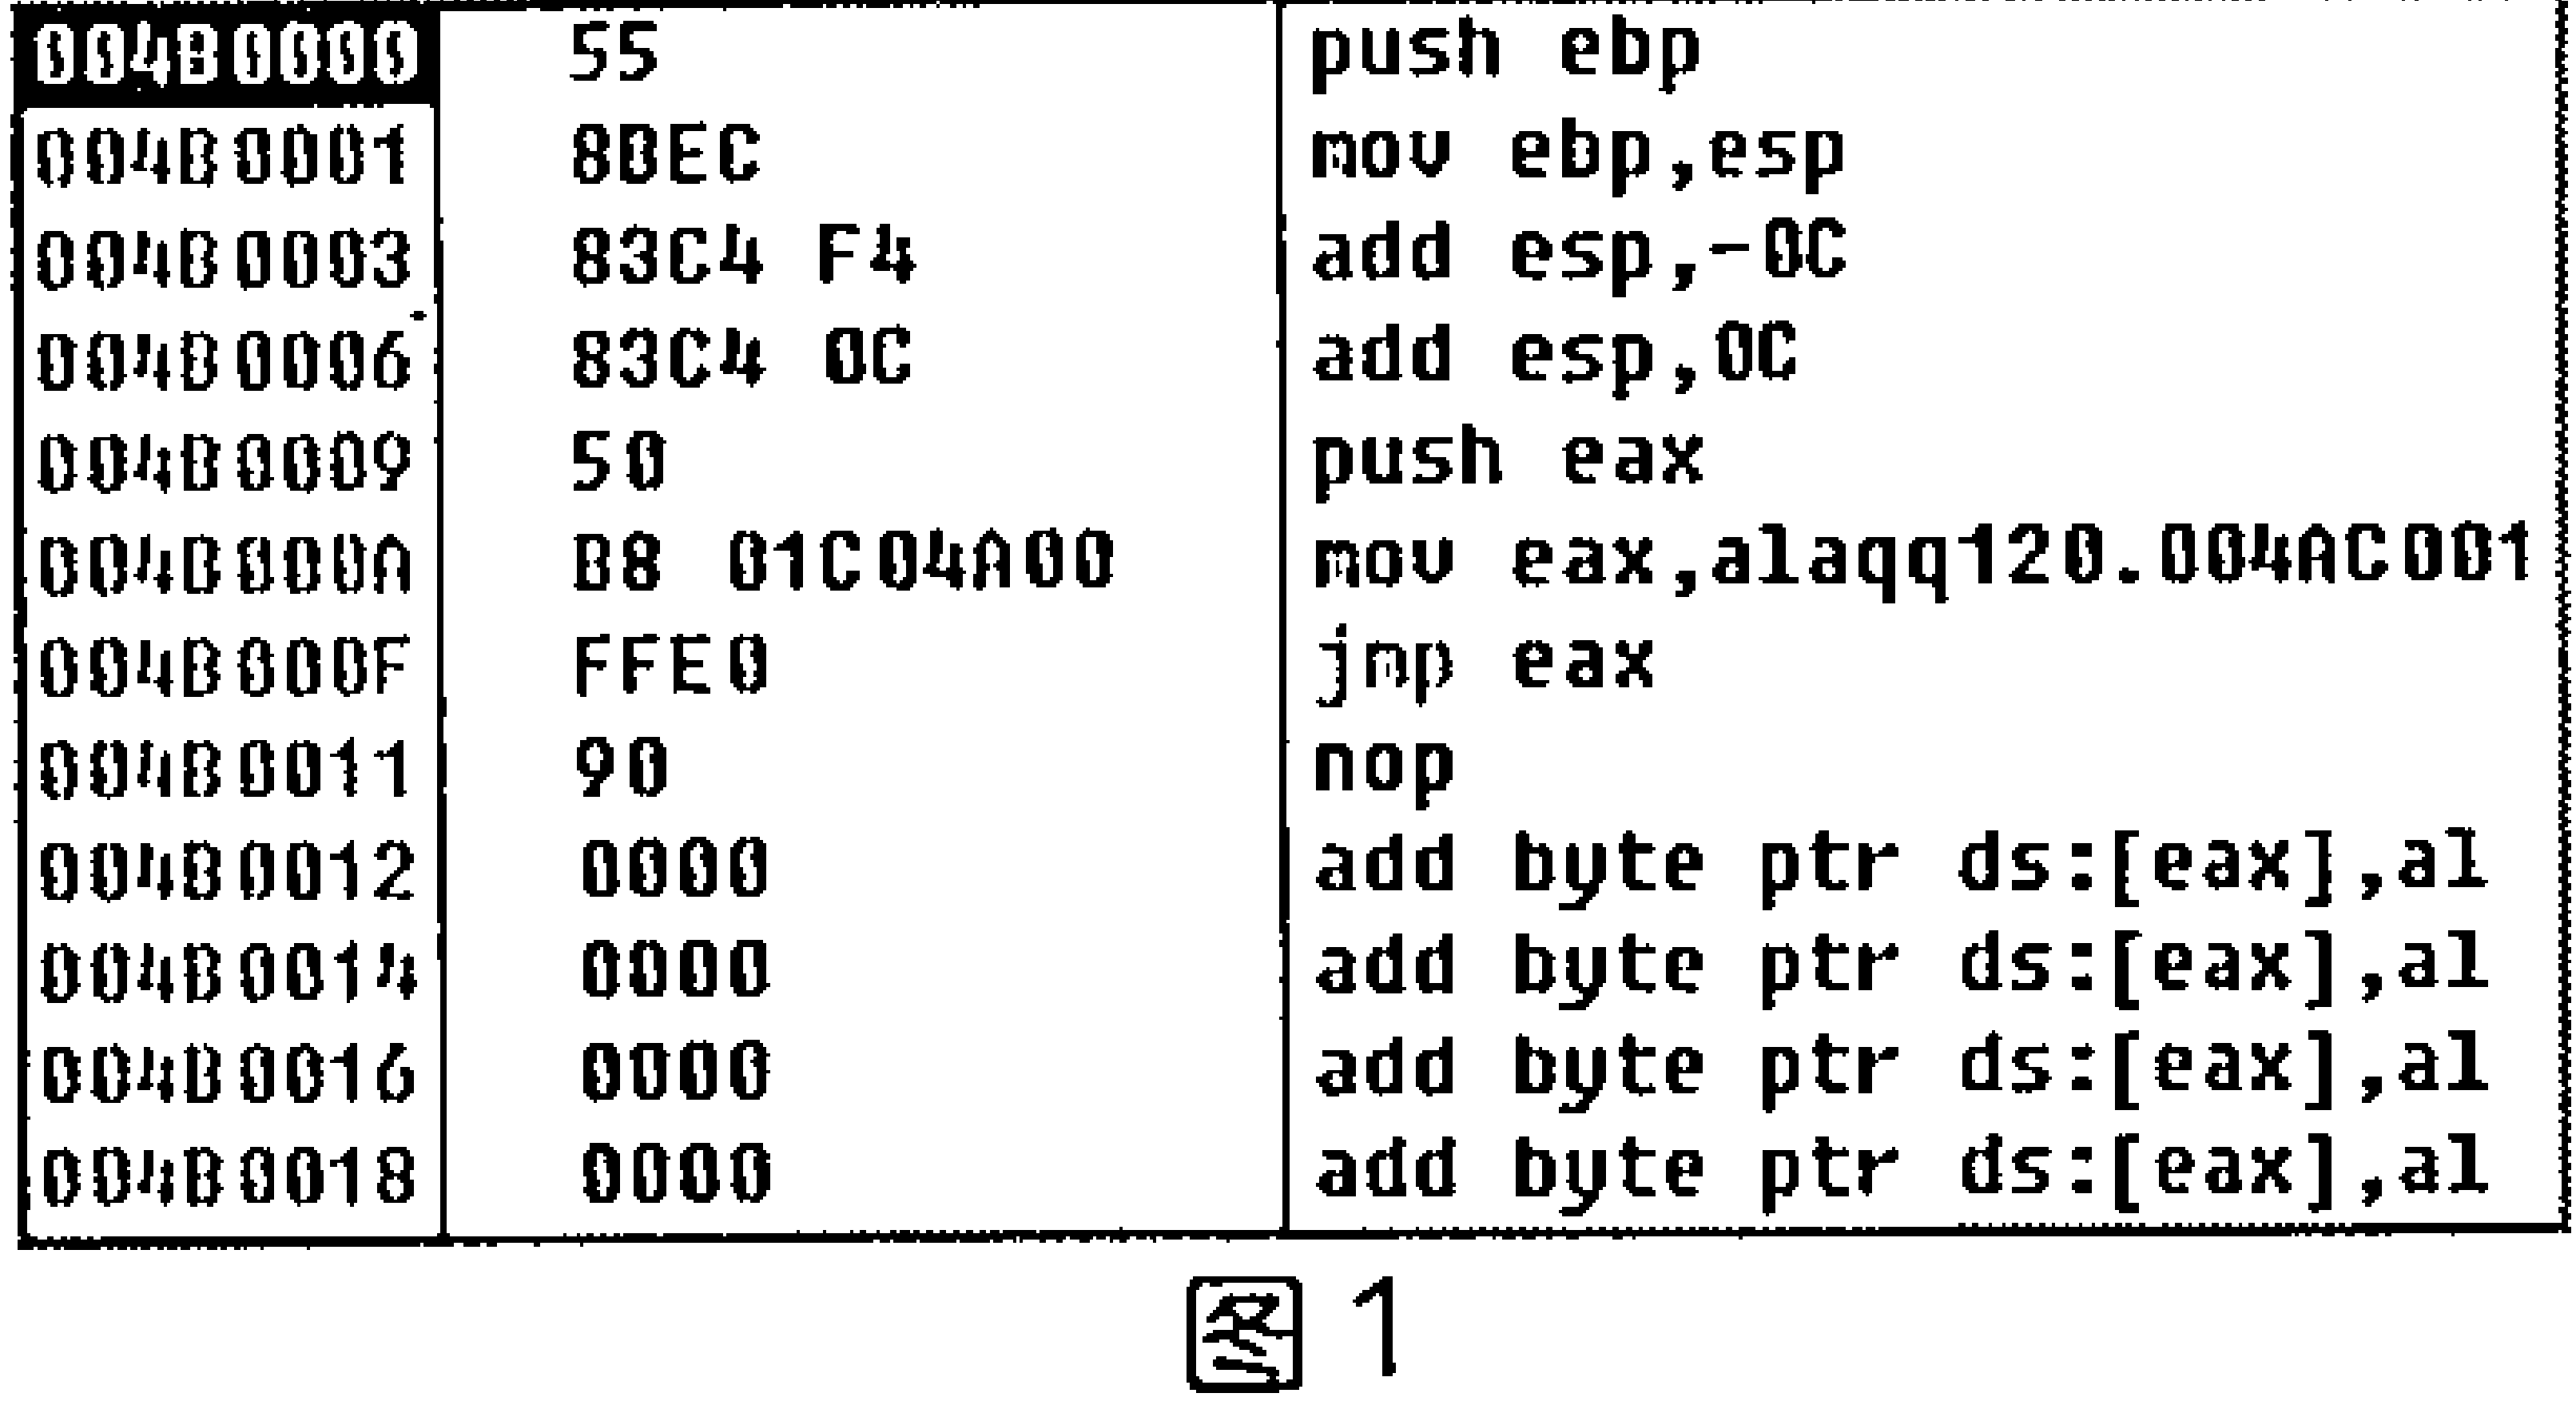 004B0000 55 push ebp
004B0001 8BEC mov ebp,esp
004B0003 83C4 F4 add esp,-0C
004B0006 83C4 0C add esp,0C
004B0009 50 push eax
004B000A B8 01C04A00 mov eax,alaqq120.004AC001
004B000F FFE0 jmp eax
004B0011 90 nop
004B0012 0000 add byte ptr ds:[eax],al
004B0014 0000 add byte ptr ds:[eax],al
004B0016 0000 add byte ptr ds:[eax],al
004B0018 0000 add byte ptr ds:[eax],al
图 1